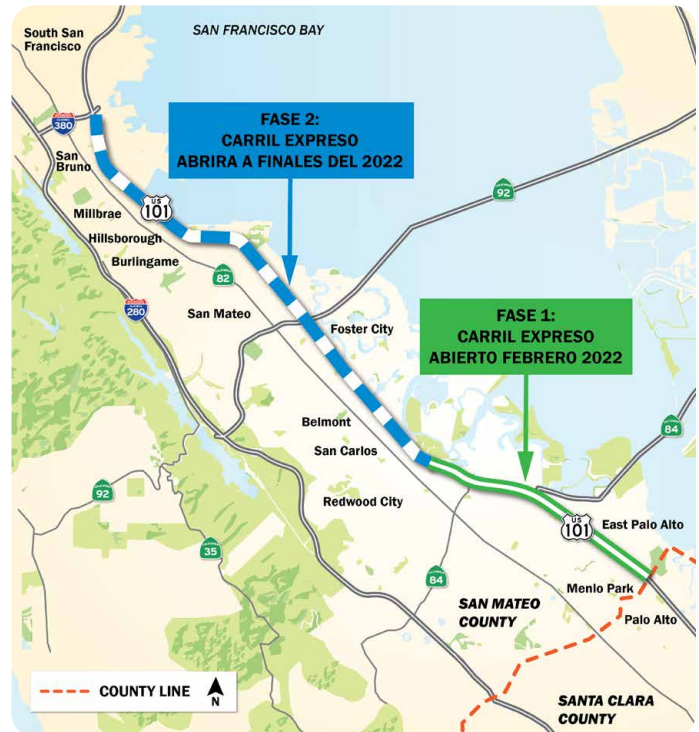 South San
Francisco
SAN FRANCISCO BAY
CALIFORNIA
380
FASE 2:
CARRIL EXPRESO
ABRIRA A FINALES DEL 2022
San
Bruno
92
US
101
Millbrae
Hillsborough
Burlingame
82
280
San Mateo
Foster City
FASE 1:
CARRIL EXPRESO
ABIERTO FEBRERO 2022
Belmont
San Carlos
84
92
Redwood City
East Palo Alto
US
101
35
84
Menlo Park
SAN MATEO
COUNTY
Palo Alto
COUNTY LINE
N
SANTA CLARA
COUNTY